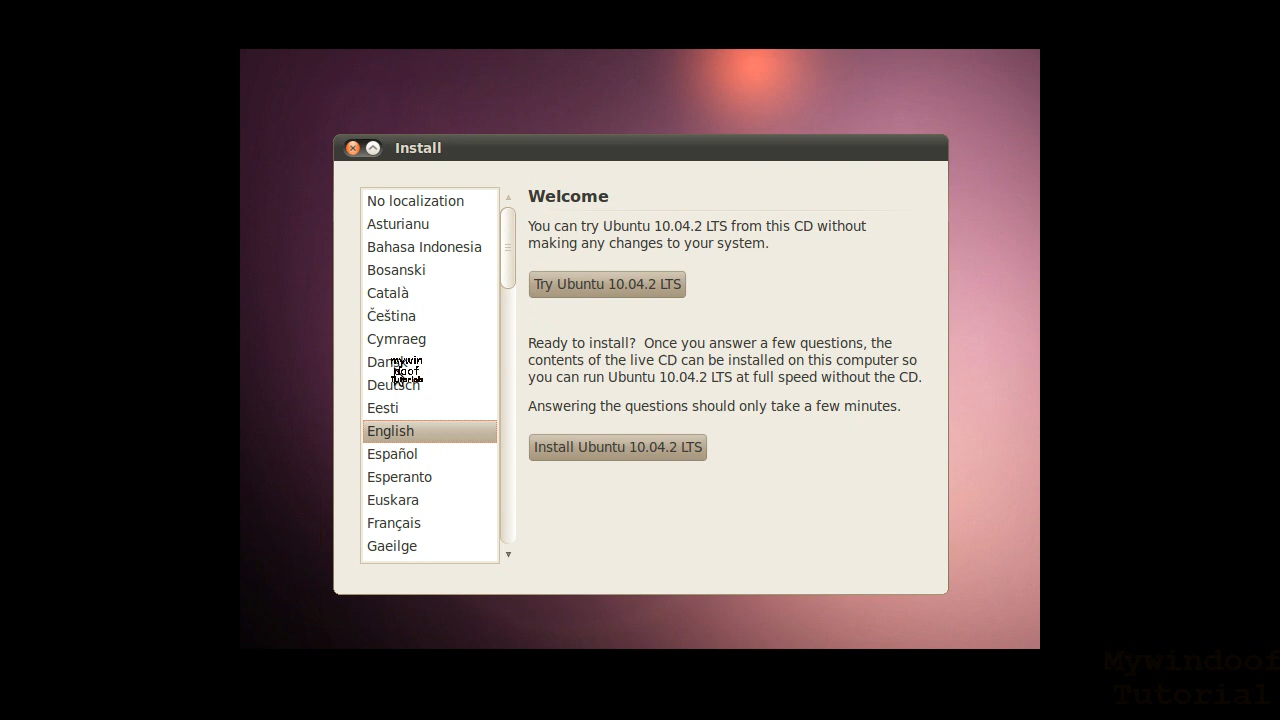 Install
No localization
Asturianu
Bahasa Indonesia
Bosanski
Català
Čeština
Cymraeg
Dansk
Deutsch
Eesti
English
Español
Esperanto
Euskara
Français
Gaeilge
Welcome
You can try Ubuntu 10.04.2 LTS from this CD without
making any changes to your system.
Try Ubuntu 10.04.2 LTS
Ready to install?  Once you answer a few questions, the
contents of the live CD can be installed on this computer so
you can run Ubuntu 10.04.2 LTS at full speed without the CD.
Answering the questions should only take a few minutes.
Install Ubuntu 10.04.2 LTS
mywin
doof
Tutorials
Mywindoof
Tutorial